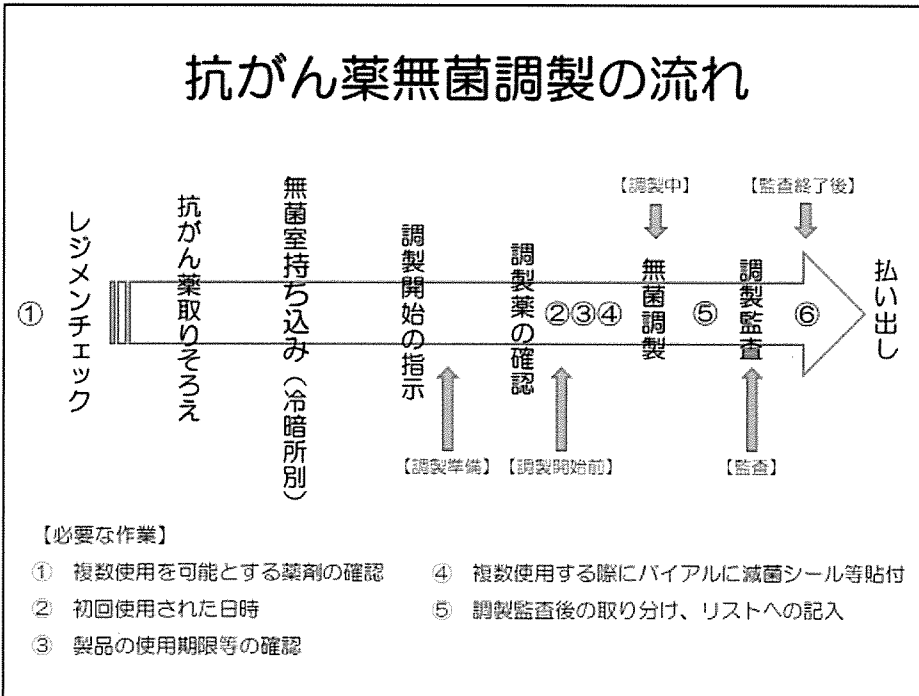 抗がん薬無菌調製の流れ
【調製中】
【監査終了後】
①
レジメンチェック
抗がん薬取りそろえ
無菌室持ち込み（冷暗所別）
調製開始の指示
調製薬の確認
②③④
無菌調製
⑤
調製監査
⑥
払い出し
【調製準備】
【調製開始前】
【監査】
【必要な作業】
① 複数使用を可能とする薬剤の確認
② 初回使用された日時
③ 製品の使用期限等の確認
④ 複数使用する際にバイアルに滅菌シール等貼付
⑤ 調製監査後の取り分け、リストへの記入